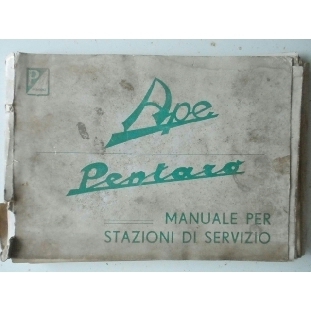 P
Ape
Pentaro
MANUALE PER
STAZIONI DI SERVIZIO